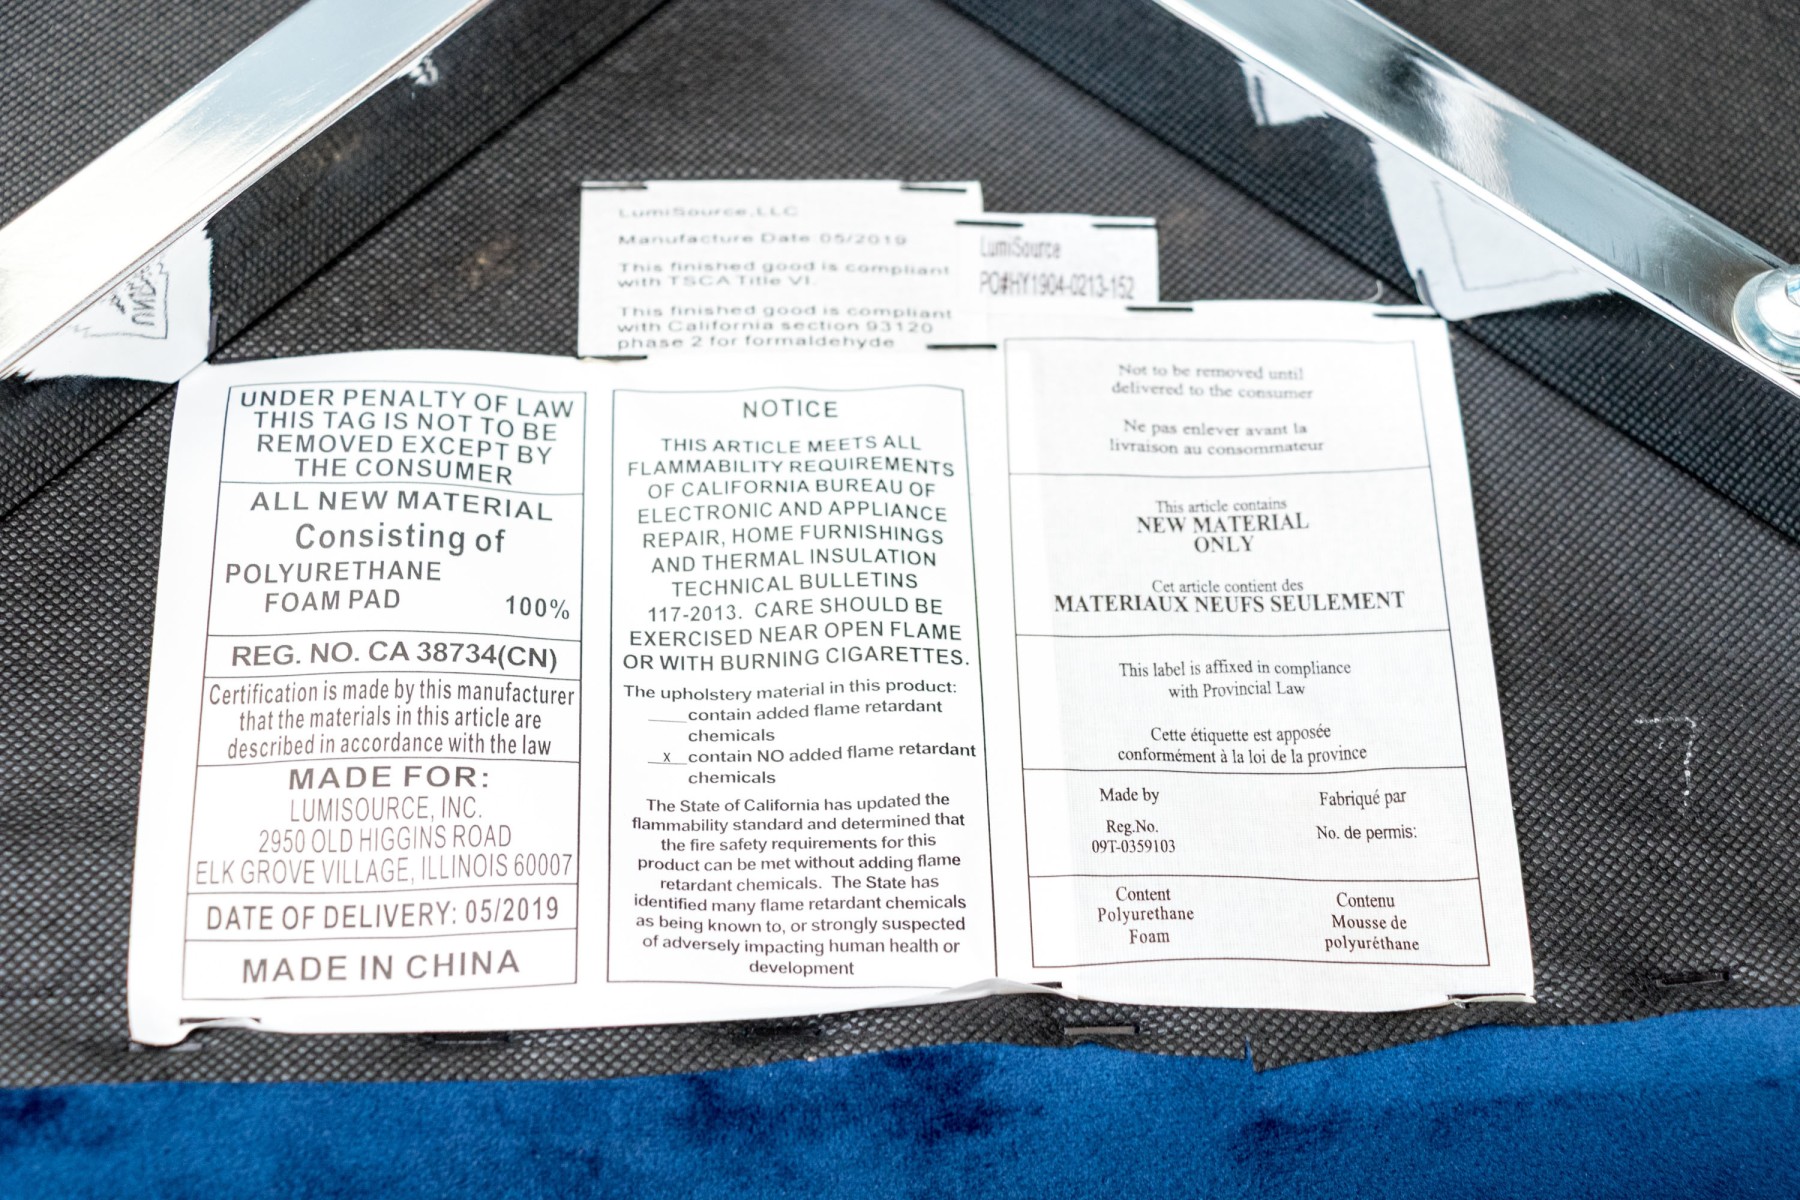 LumiSource,LLC
Manufacture Date 05/2019
This finished good is compliant
with TSCA Title VI.
This finished good is compliant
with California section 93120
phase 2 for formaldehyde
LumiSource
PO#HY1904-0213-152
UNDER PENALTY OF LAW
THIS TAG IS NOT TO BE
REMOVED EXCEPT BY
THE CONSUMER
ALL NEW MATERIAL
Consisting of
POLYURETHANE
FOAM PAD 100%
REG. NO. CA 38734(CN)
Certification is made by this manufacturer
that the materials in this article are
described in accordance with the law
MADE FOR:
LUMISOURCE, INC.
2950 OLD HIGGINS ROAD
ELK GROVE VILLAGE, ILLINOIS 60007
DATE OF DELIVERY: 05/2019
MADE IN CHINA
NOTICE
THIS ARTICLE MEETS ALL
FLAMMABILITY REQUIREMENTS
OF CALIFORNIA BUREAU OF
ELECTRONIC AND APPLIANCE
REPAIR, HOME FURNISHINGS
AND THERMAL INSULATION
TECHNICAL BULLETINS
117-2013. CARE SHOULD BE
EXERCISED NEAR OPEN FLAME
OR WITH BURNING CIGARETTES.
The upholstery material in this product:
____contain added flame retardant
chemicals
__x__contain NO added flame retardant
chemicals
The State of California has updated the
flammability standard and determined that
the fire safety requirements for this
product can be met without adding flame
retardant chemicals. The State has
identified many flame retardant chemicals
as being known to, or strongly suspected
of adversely impacting human health or
development
Not to be removed until
delivered to the consumer
Ne pas enlever avant la
livraison au consommateur
This article contains
NEW MATERIAL
ONLY
Cet article contient des
MATERIAUX NEUFS SEULEMENT
This label is affixed in compliance
with Provincial Law
Cette étiquette est apposée
conformément à la loi de la province
Made by
Reg.No.
09T-0359103
Fabriqué par
No. de permis:
Content
Polyurethane
Foam
Contenu
Mousse de
polyuréthane